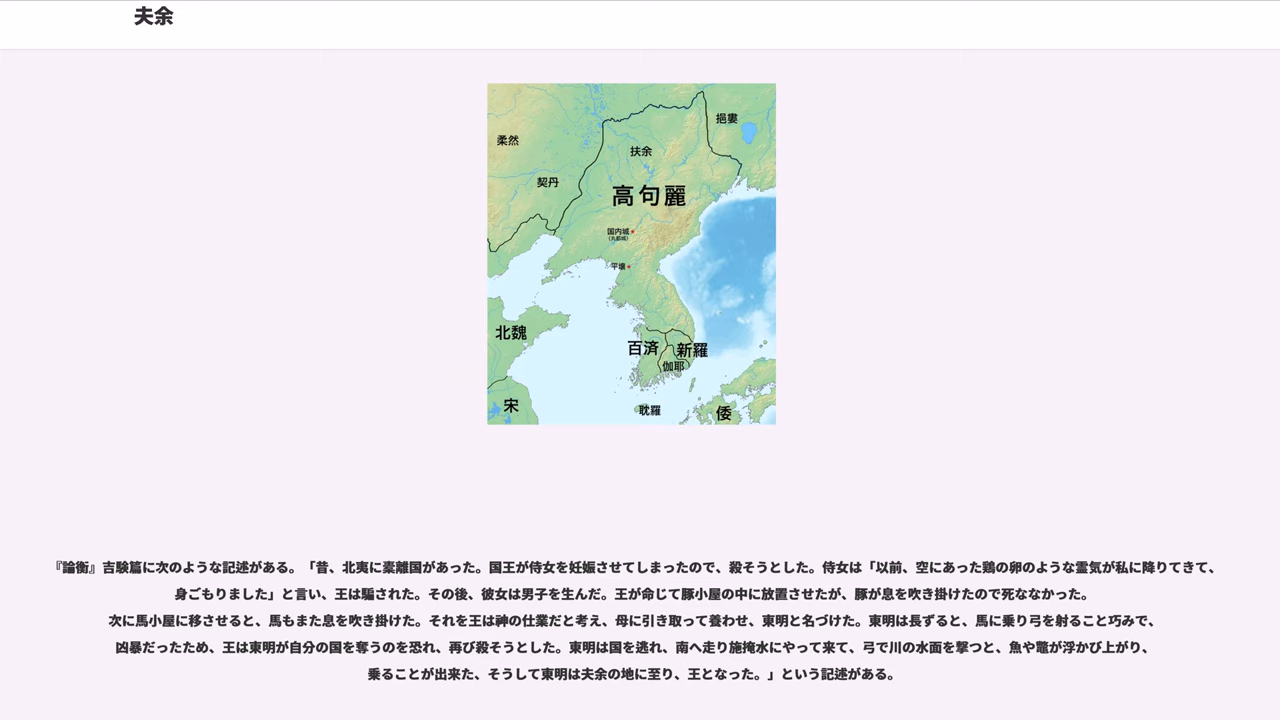 夫余
挹婁
柔然
扶余
契丹
高句麗
国内城
(丸都城)
平壌
北魏
百済
新羅
伽耶
宋
耽羅
倭
『論衡』吉験篇に次のような記述がある。「昔、北夷に橐離国があった。国王が侍女を妊娠させてしまったので、殺そうとした。侍女は「以前、空にあった鶏の卵のような霊気が私に降りてきて、
身ごもりました」と言い、王は騙された。その後、彼女は男子を生んだ。王が命じて豚小屋の中に放置させたが、豚が息を吹き掛けたので死ななかった。
次に馬小屋に移させると、馬もまた息を吹き掛けた。それを王は神の仕業だと考え、母に引き取って養わせ、東明と名づけた。東明は長ずると、馬に乗り弓を射ること巧みで、
凶暴だったため、王は東明が自分の国を奪うのを恐れ、再び殺そうとした。東明は国を逃れ、南へ走り施掩水にやって来て、弓で川の水面を撃つと、魚や鼈が浮かび上がり、
乗ることが出来た、そうして東明は夫余の地に至り、王となった。」という記述がある。